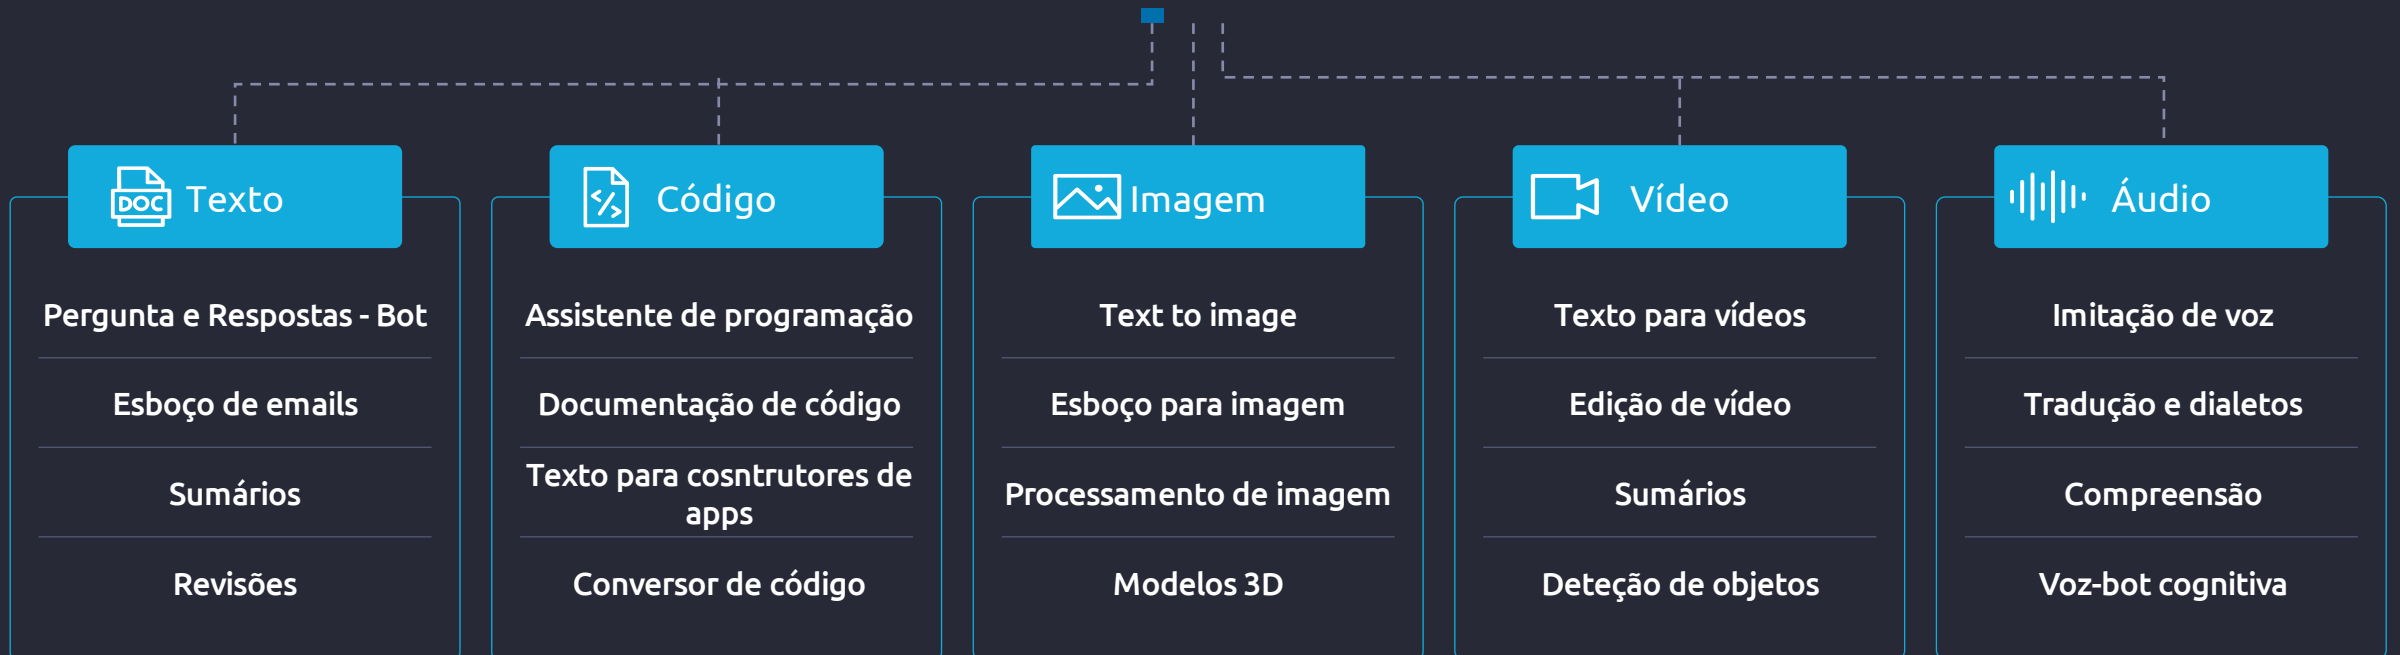 DOC
Texto
Pergunta e Respostas - Bot
Esboço de emails
Sumários
Revisões
Código
Assistente de programação
Documentação de código
Texto para cosntrutores de
apps
Conversor de código
Imagem
Text to image
Esboço para imagem
Processamento de imagem
Modelos 3D
Vídeo
Texto para vídeos
Edição de vídeo
Sumários
Deteção de objetos
Áudio
Imitação de voz
Tradução e dialetos
Compreensão
Voz-bot cognitiva